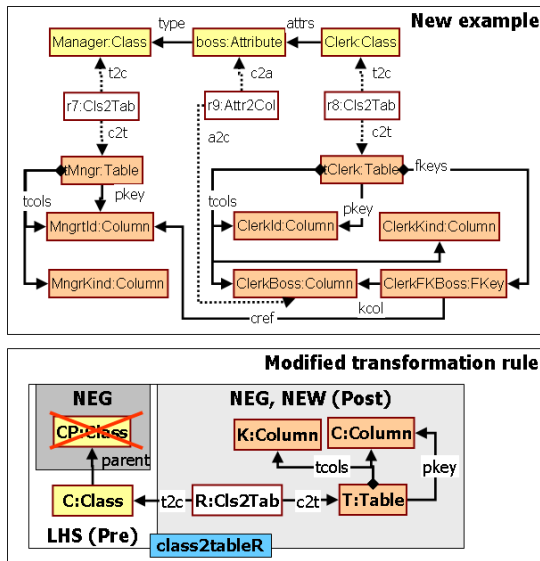 New example
type
attrs
Manager:Class
boss:Attribute
Clerk:Class
t2c
c2a
t2c
r7:Cls2Tab
r9:Attr2Col
r8:Cls2Tab
c2t
a2c
c2t
tMngr:Table
tClerk:Table
fkeys
tcols
pkey
tcols
pkey
MngrtId:Column
ClerkId:Column
ClerkKind:Column
MngrKind:Column
ClerkBoss:Column
ClerkFKBoss:FKey
cref
kcol
Modified transformation rule
NEG
NEG, NEW (Post)
CP:Class
K:Column
C:Column
parent
tcols
pkey
C:Class
t2c
R:Cls2Tab
c2t
T:Table
LHS (Pre)
class2tableR